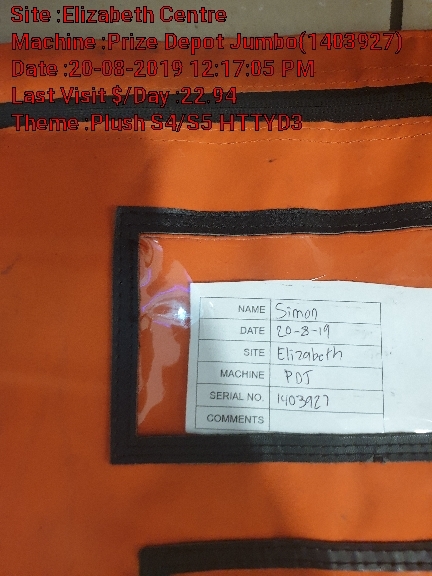 Site :Elizabeth Centre
Machine :Prize Depot Jumbo(1403927)
Date :20-08-2019 12:17:05 PM
Last Visit $/Day :22.94
Theme :Plush S4/S5 HTTYD3
NAME Simon
DATE 20-8-19
SITE Elizabeth
MACHINE PDJ
SERIAL NO. 1403927
COMMENTS